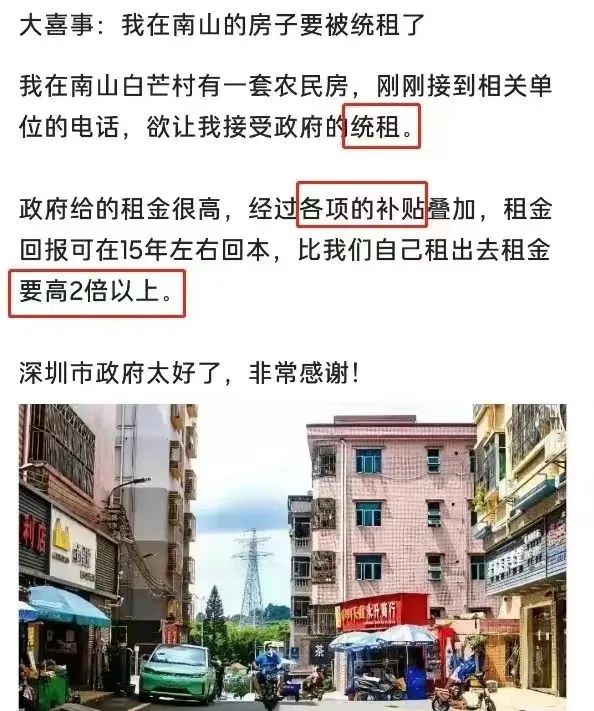 大喜事：我在南山的房子要被统租了
我在南山白芒村有一套农民房，刚刚接到相关单
位的电话，欲让我接受政府的统租。
政府给的租金很高，经过各项的补贴叠加，租金
回报可在15年左右回本，比我们自己租出去租金
要高2倍以上。
深圳市政府太好了，非常感谢！
利店
茶